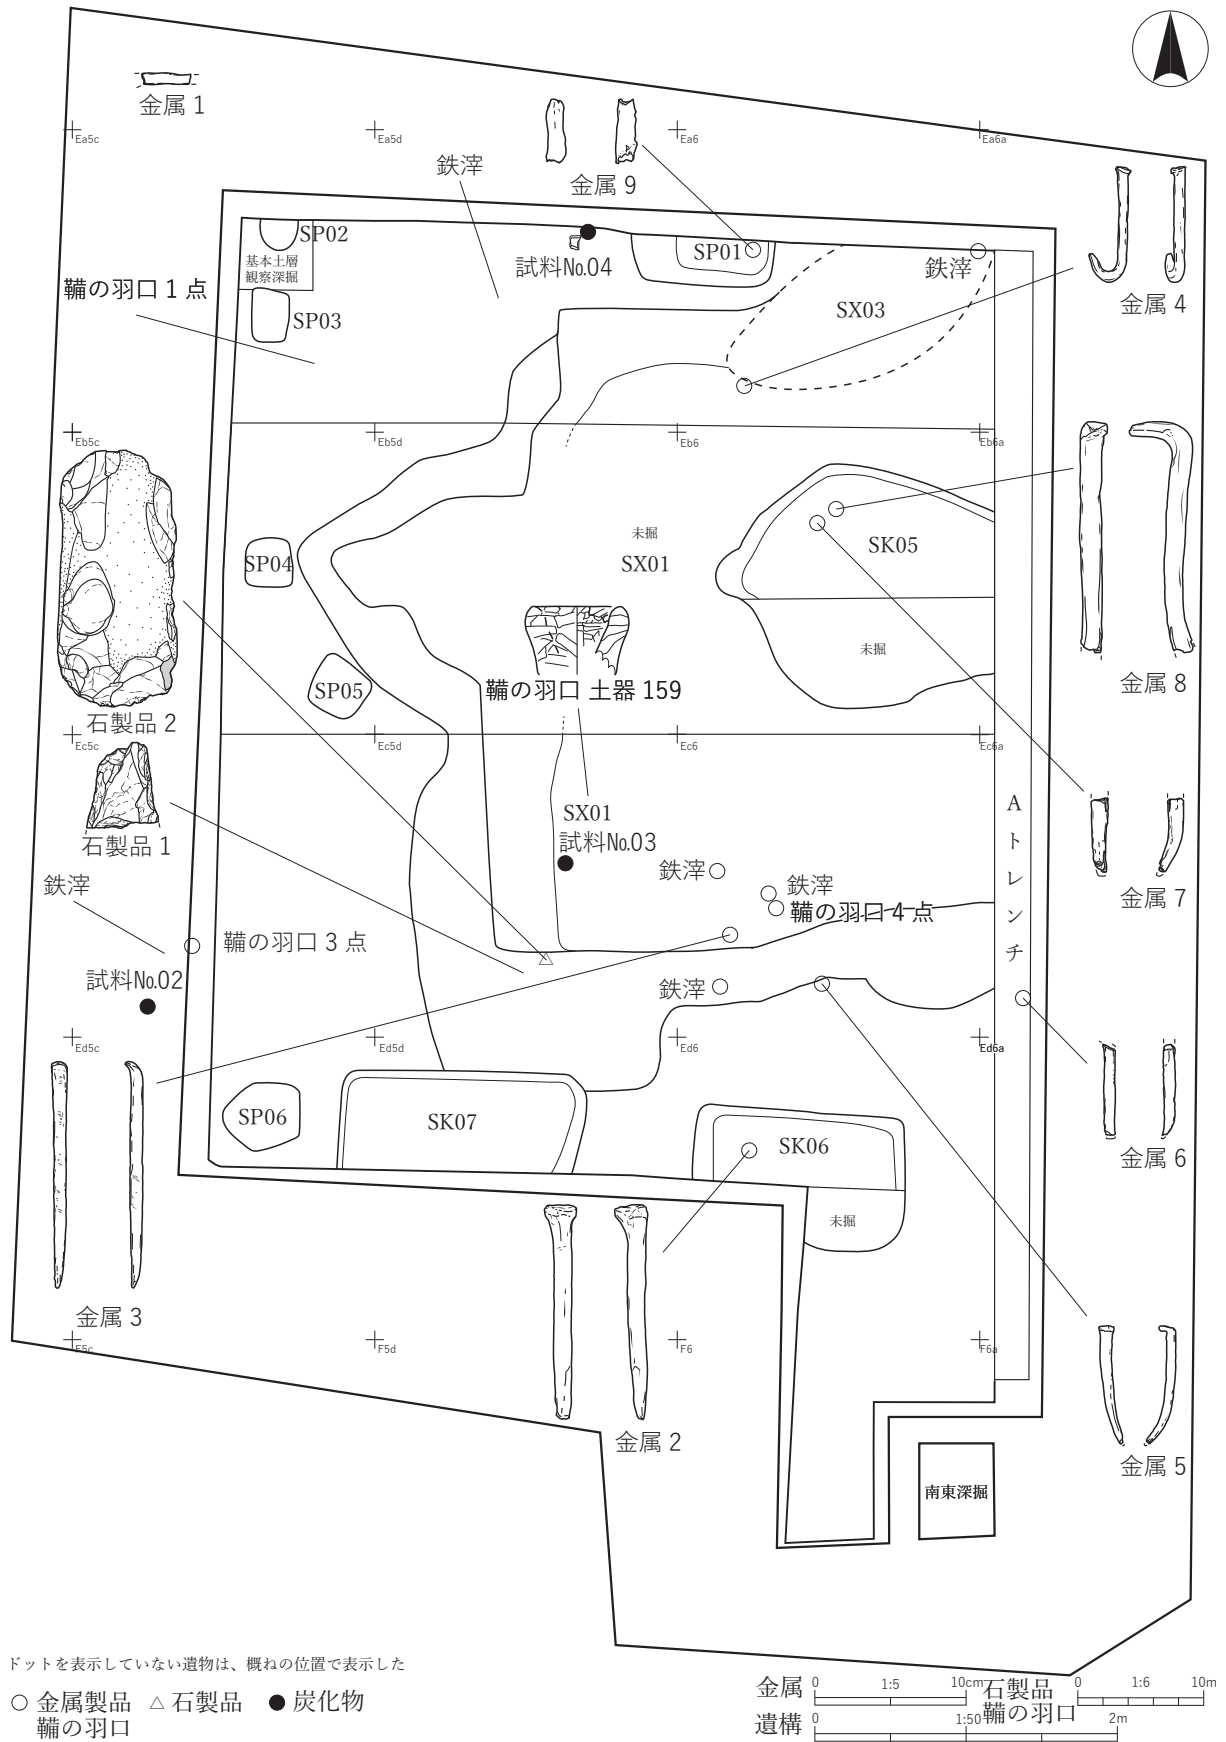 金属 1
Ea5c
Ea5d
Ea6
Ea6a
鉄滓
金属 9
SP02
SP01
基本土層
観察深掘
試料No.04
鉄滓
鞴の羽口 1 点
SP03
SX03
金属 4
Eb5c
Eb5d
Eb6
Eb6a
未掘
SX01
SK05
SP04
未掘
SP05
鞴の羽口 土器 159
金属 8
石製品 2
Ec5c
Ec5d
Ec6
Ec6a
SX01
試料No.03
Aトレンチ
石製品 1
鉄滓
鉄滓
鉄滓
鞴の羽口 4 点
金属 7
鞴の羽口 3 点
試料No.02
鉄滓
Ed5c
Ed5d
Ed6
Ed6a
SP06
SK07
SK06
金属 6
未掘
金属 3
F5c
F5d
F6
F6a
金属 2
金属 5
南東深掘
ドットを表示していない遺物は、概ねの位置で表示した
金属製品
鞴の羽口
石製品
炭化物
金属
0 1:5 10cm
石製品
鞴の羽口
0 1:6 10m
遺構
0 1:50 2m